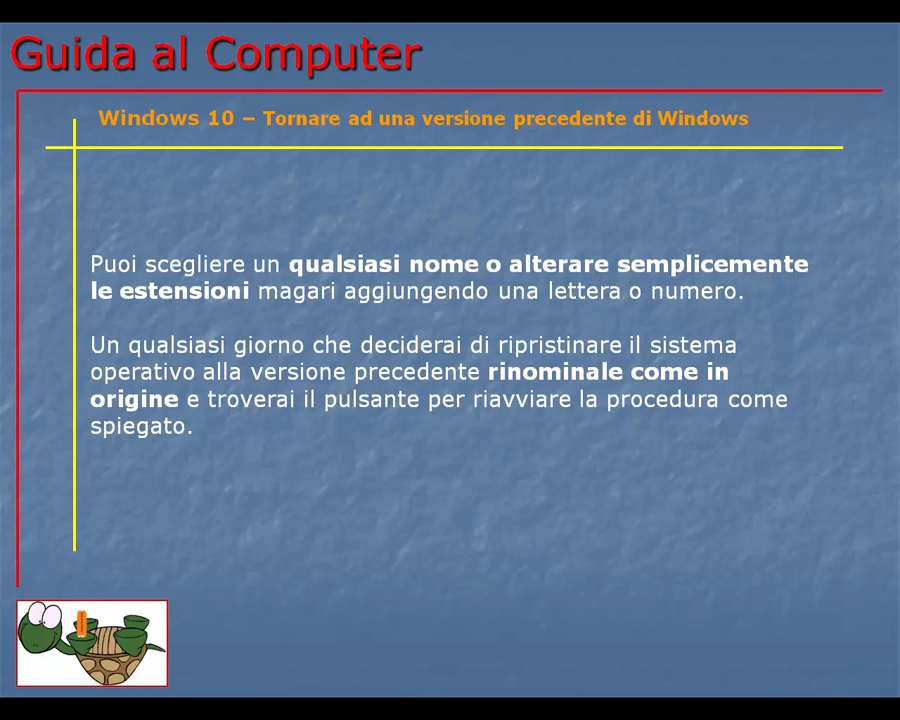 Guida al Computer
Windows 10 – Tornare ad una versione precedente di Windows
Puoi scegliere un qualsiasi nome o alterare semplicemente
le estensioni magari aggiungendo una lettera o numero.
Un qualsiasi giorno che deciderai di ripristinare il sistema
operativo alla versione precedente rinominale come in
origine e troverai il pulsante per riavviare la procedura come
spiegato.